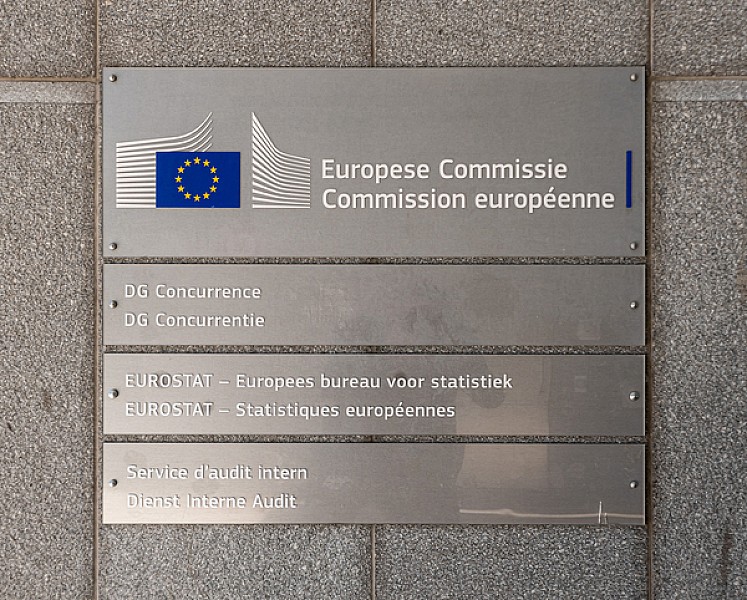 Europese Commissie
Commission européenne
DG Concurrence
DG Concurrentie
EUROSTAT – Europees bureau voor statistiek
EUROSTAT – Statistiques européennes
Service d'audit intern
Dienst Interne Audit